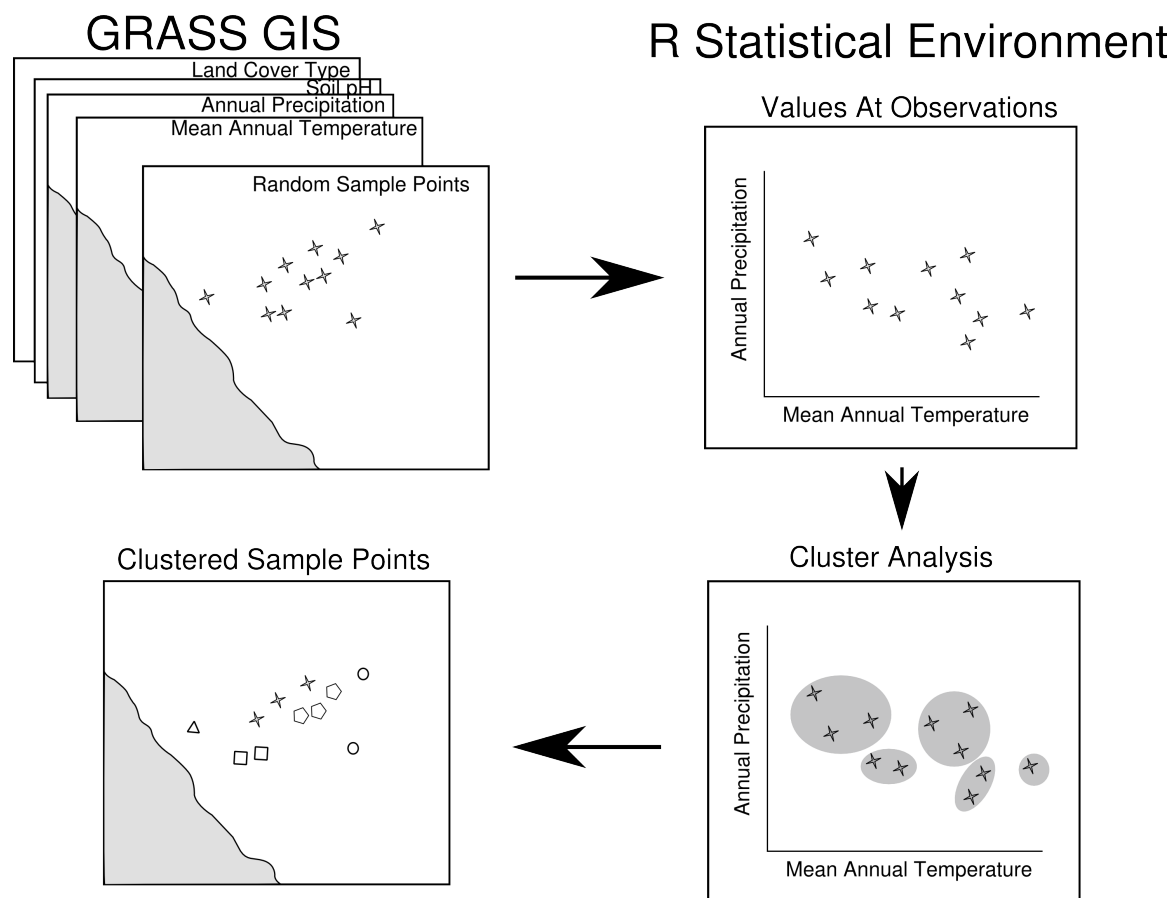 GRASS GIS
R Statistical Environment
Land Cover Type
Soil pH
Annual Precipitation
Mean Annual Temperature
Random Sample Points
Values At Observations
Annual Precipitation
Mean Annual Temperature
Clustered Sample Points
Cluster Analysis
Annual Precipitation
Mean Annual Temperature